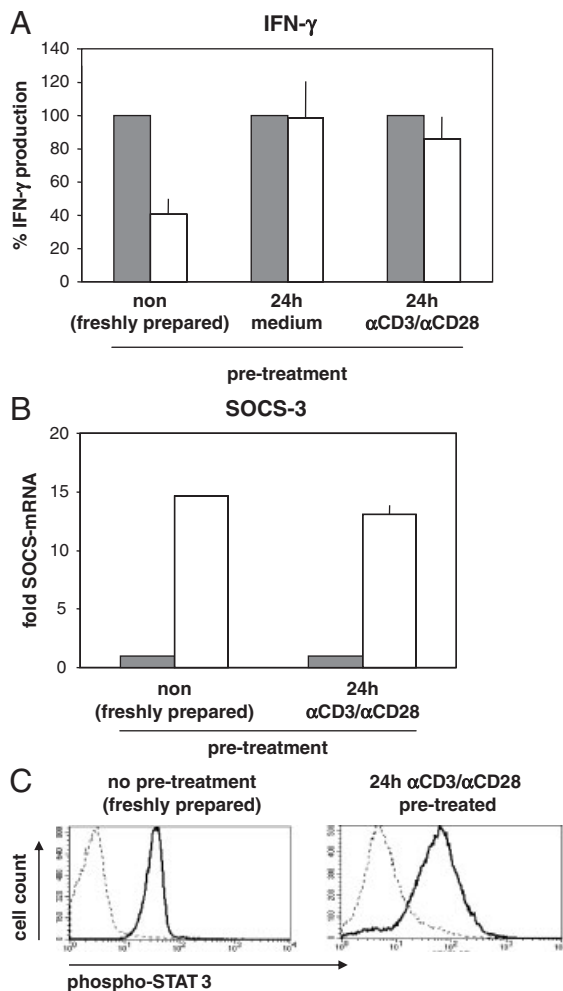 A
IFN-γ
140
120
100
80
60
40
20
0
% IFN-γ production
non
(freshly prepared)
24h
medium
24h
αCD3/αCD28
pre-treatment
B
SOCS-3
20
15
10
5
0
fold SOCS-mRNA
non
(freshly prepared)
24h
αCD3/αCD28
pre-treatment
C
no pre-treatment
(freshly prepared)
24h αCD3/αCD28
pre-treated
cell count
phospho-STAT3